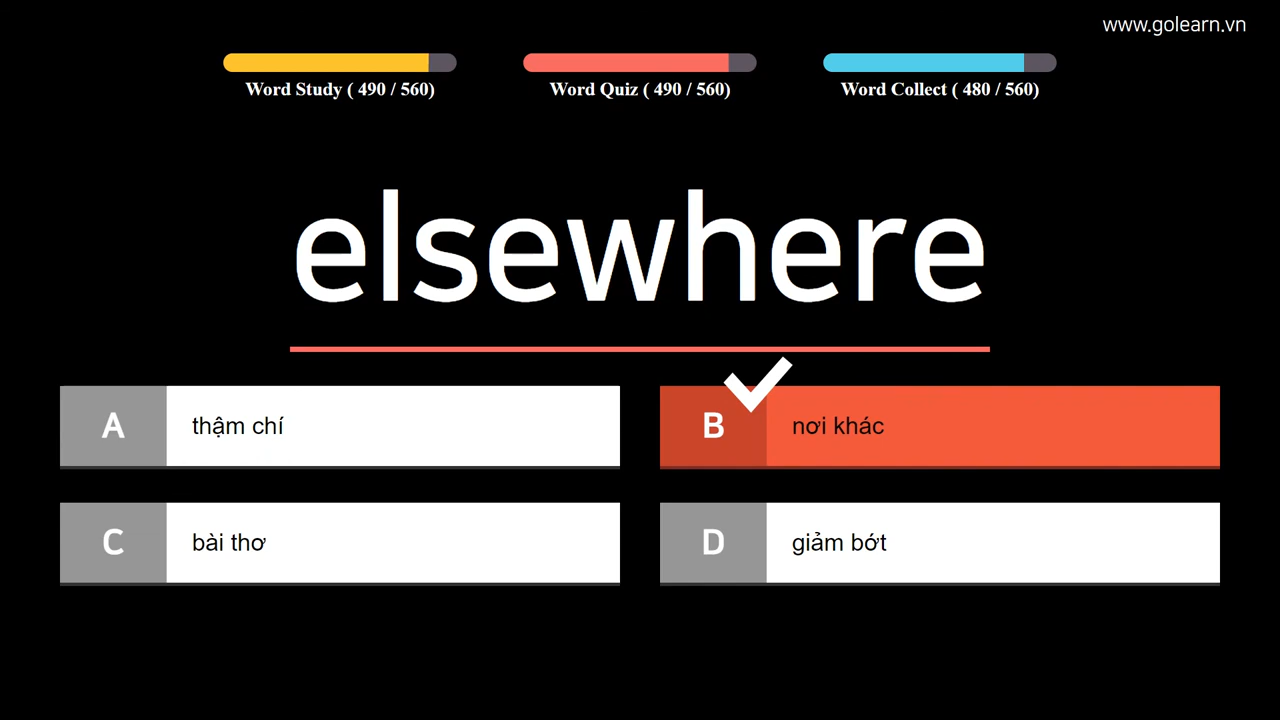 www.golearn.vn
Word Study ( 490 / 560)
Word Quiz ( 490 / 560)
Word Collect ( 480 / 560)
elsewhere
A thậm chí
B nơi khác
C bài thơ
D giảm bớt